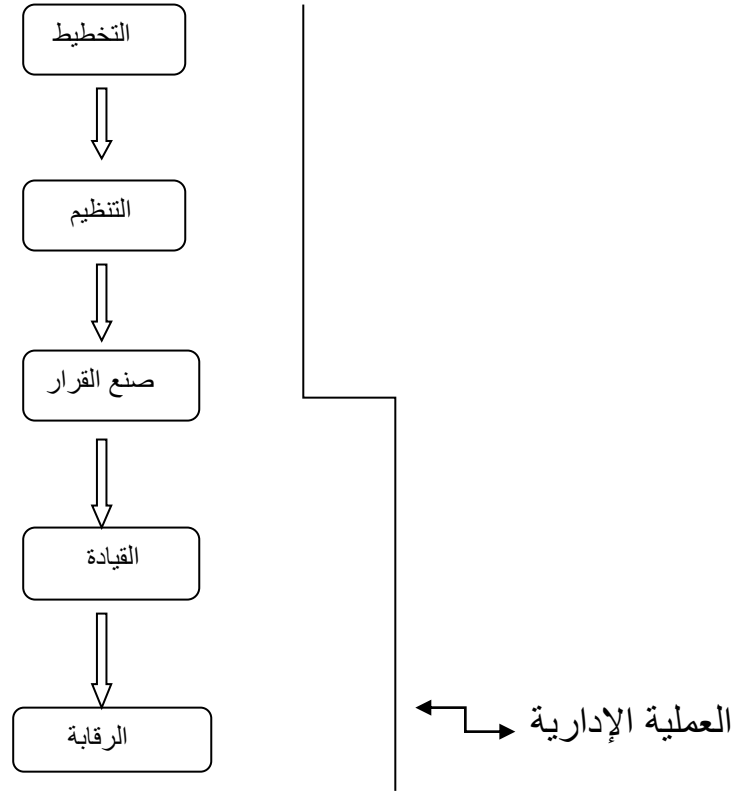 التخطيط
التنظيم
صنع القرار
القيادة
العملية الإدارية
الرقابة